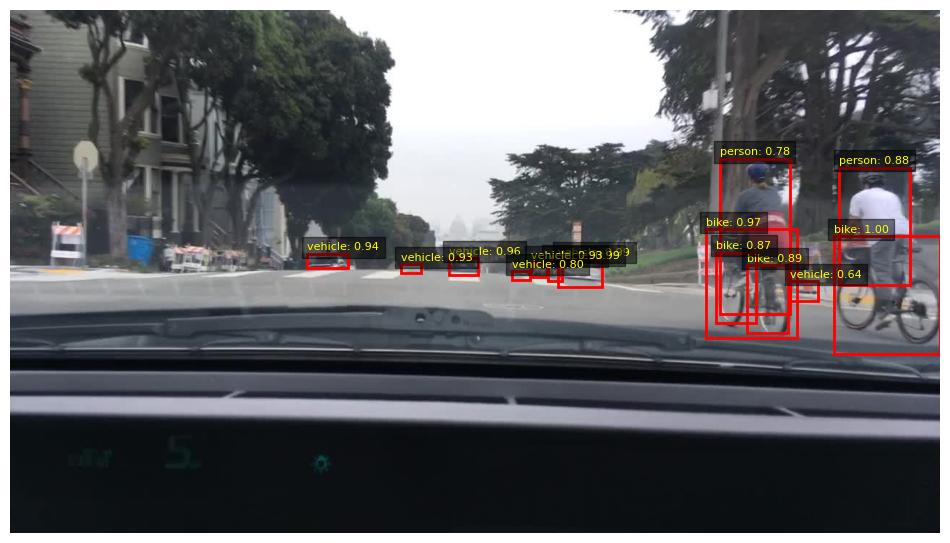 person: 0.78
person: 0.88
bike: 0.97
bike: 1.00
bike: 0.87
vehicle: 0.94
vehicle: 0.96
vehicle: 0.93
bike: 0.89
vehicle: 0.80
vehicle: 0.64
5